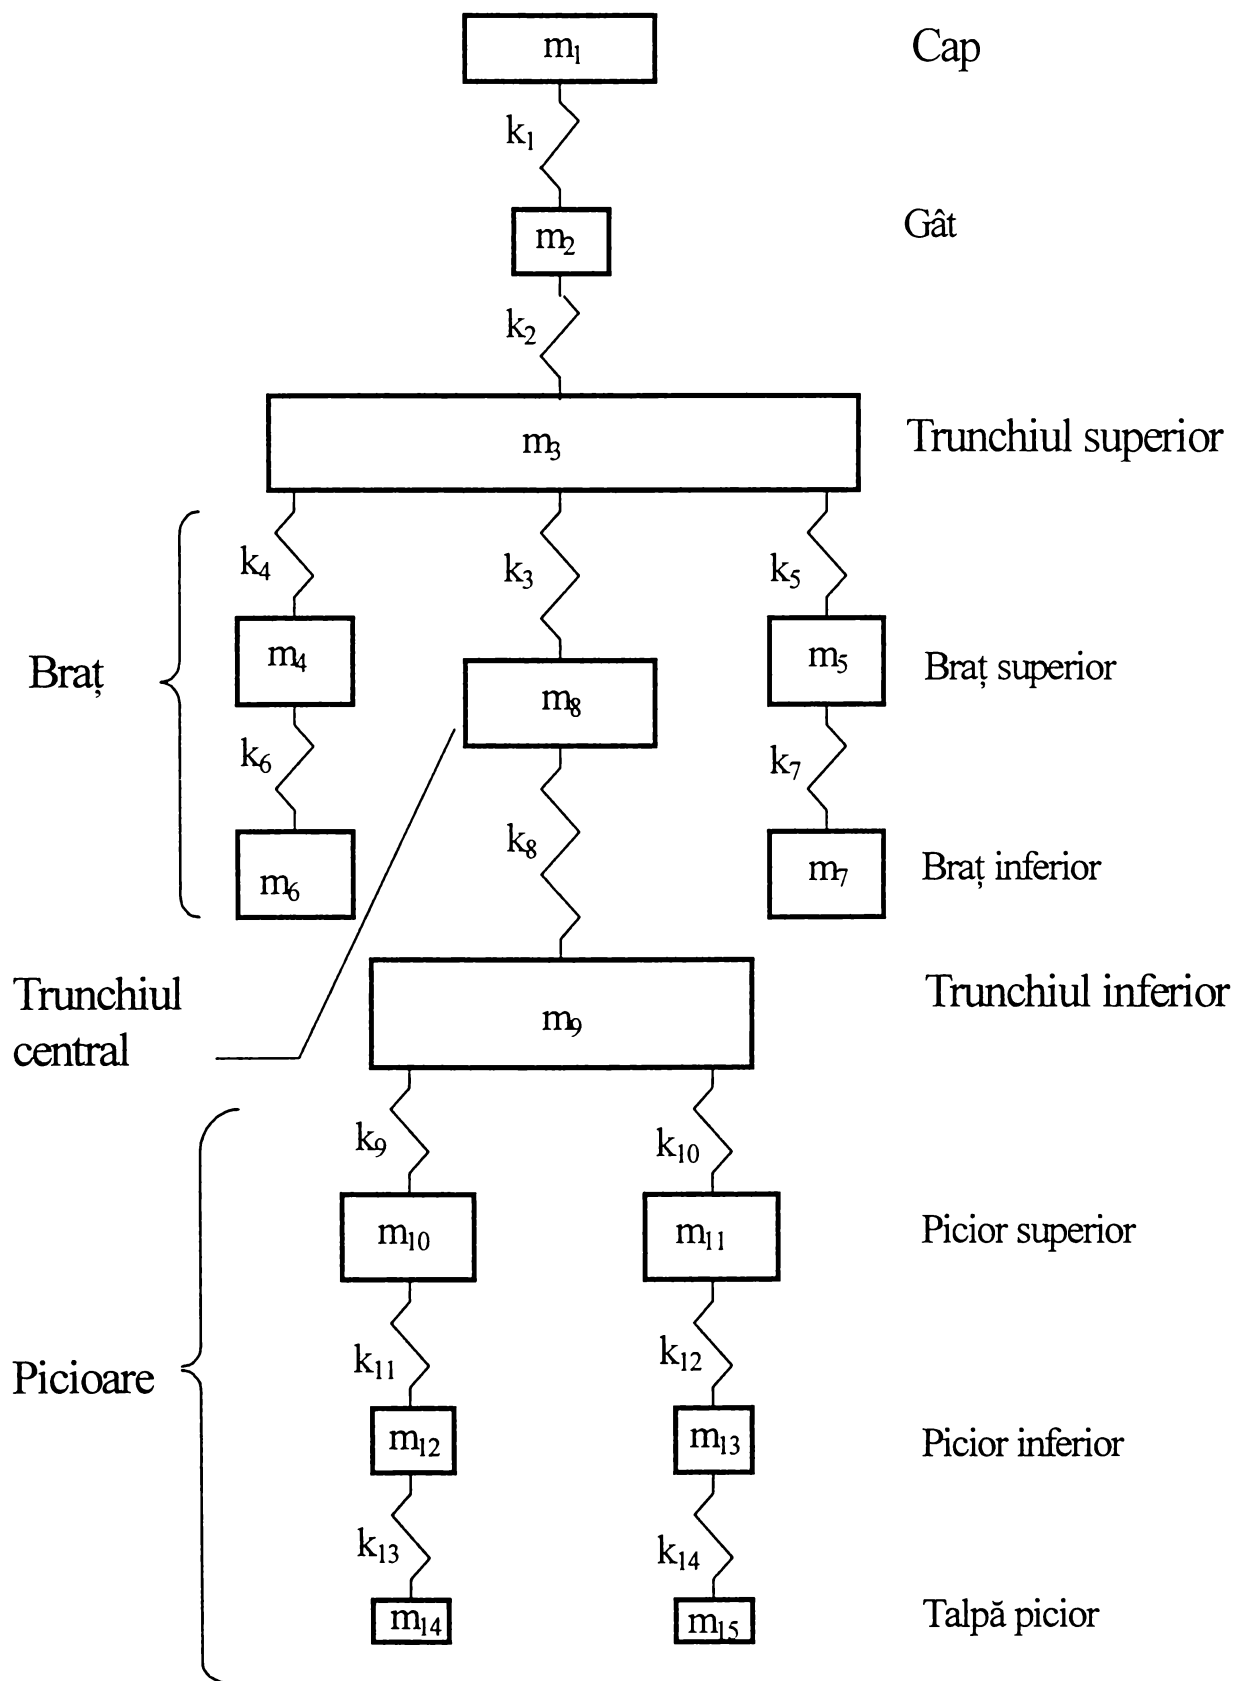 m₁ Cap
k₁
m₂ Gât
k₂
m₃ Trunchiul superior
k₄ k₃ k₅
Braț m₄ m₈ m₅ Braț superior
k₆ k₇
k₈
m₆ m₇ Braț inferior
Trunchiul
central
m₉ Trunchiul inferior
k₉ k₁₀
m₁₀ m₁₁ Picior superior
k₁₁ k₁₂
Picioare
m₁₂ m₁₃ Picior inferior
k₁₃ k₁₄
m₁₄ m₁₅ Talpă picior